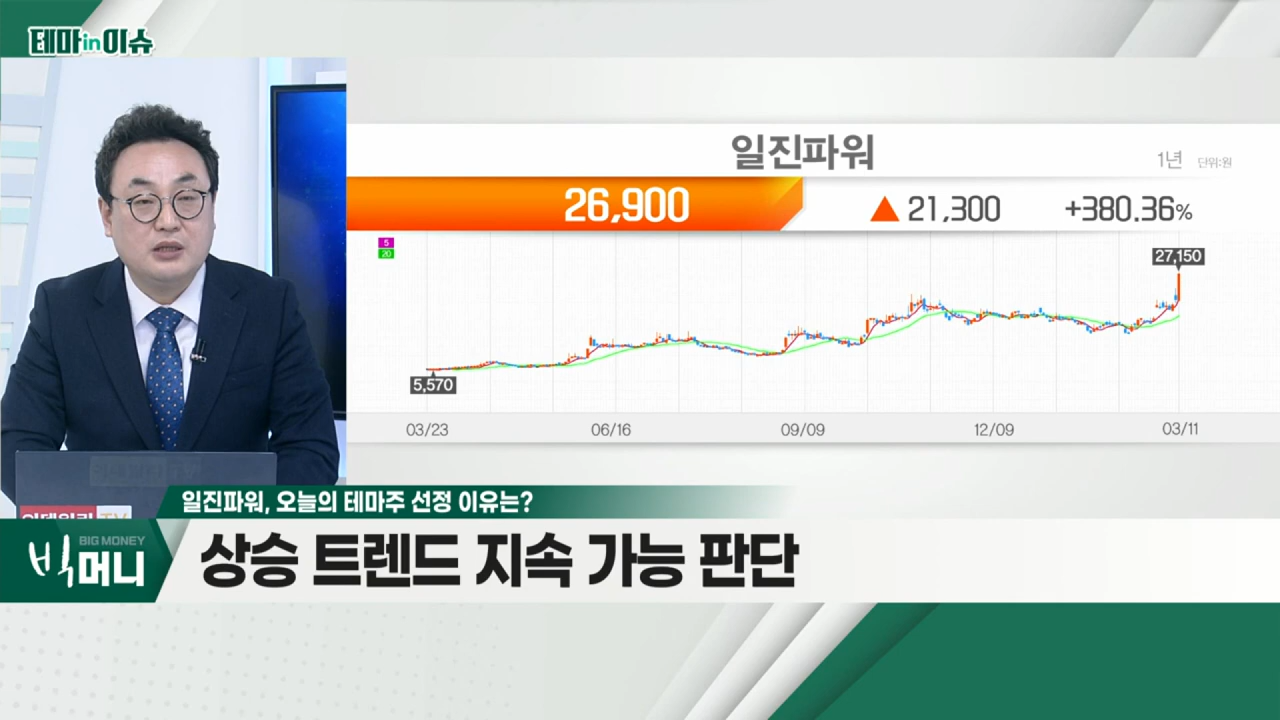 테마in이슈
일진파워
1년 단위:원
26,900 ▲ 21,300 +380.36%
5
20
27,150
5,570
03/23 06/16 09/09 12/09 03/11
일진파워, 오늘의 테마주 선정 이유는?
BIG MONEY
빅머니
상승 트렌드 지속 가능 판단